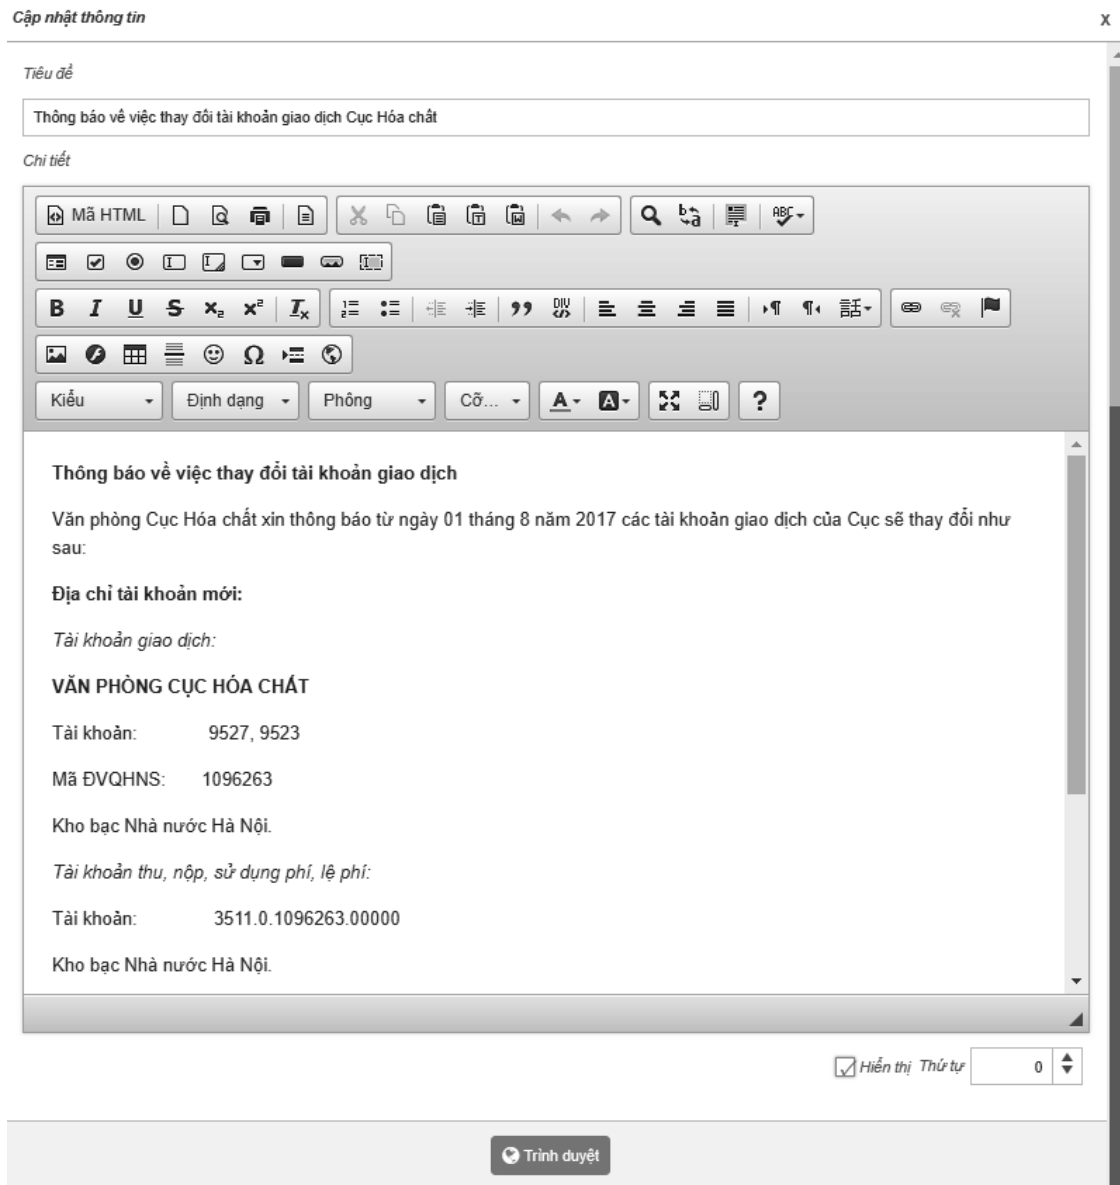 Cập nhật thông tin x
Tiêu đề
Thông báo về việc thay đổi tài khoản giao dịch Cục Hóa chất
Chi tiết
Mã HTML
Kiểu Định dạng Phông Cỡ... A A ?
Thông báo về việc thay đổi tài khoản giao dịch
Văn phòng Cục Hóa chất xin thông báo từ ngày 01 tháng 8 năm 2017 các tài khoản giao dịch của Cục sẽ thay đổi như
sau:
Địa chỉ tài khoản mới:
Tài khoản giao dịch:
VĂN PHÒNG CỤC HÓA CHẤT
Tài khoản: 9527, 9523
Mã ĐVQHNS: 1096263
Kho bạc Nhà nước Hà Nội.
Tài khoản thu, nộp, sử dụng phí, lệ phí:
Tài khoản: 3511.0.1096263.00000
Kho bạc Nhà nước Hà Nội.
Hiển thị Thứ tự 0
Trình duyệt